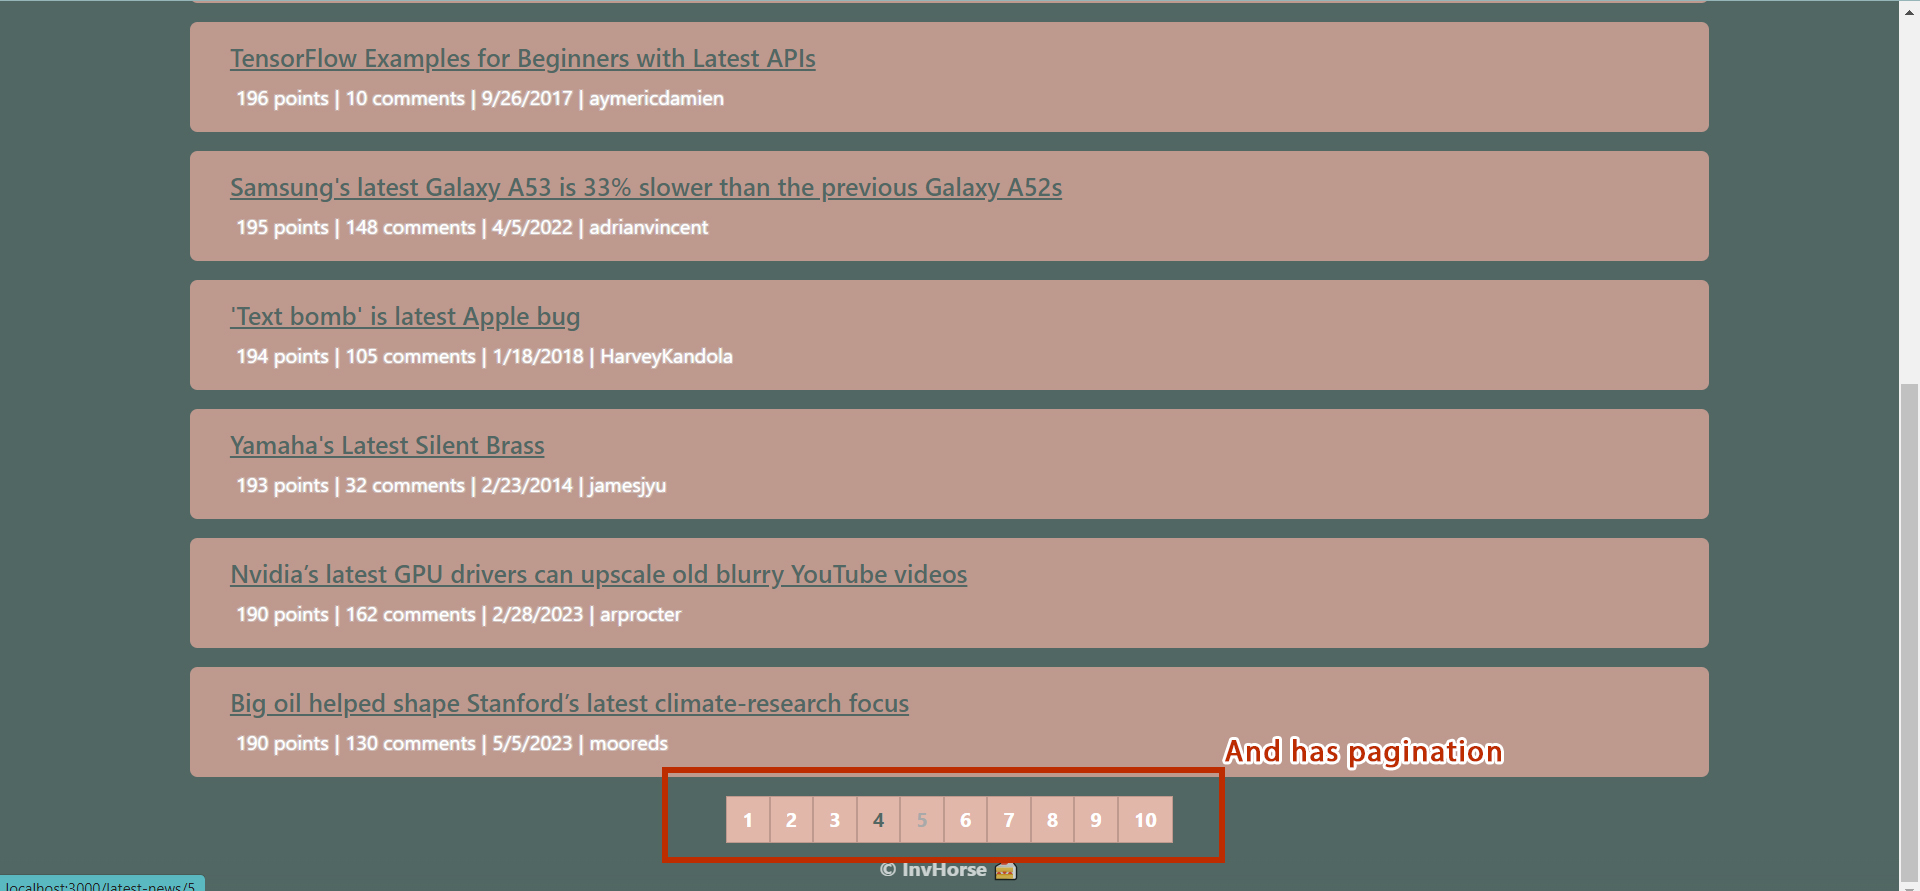 TensorFlow Examples for Beginners with Latest APIs
196 points | 10 comments | 9/26/2017 | aymericdamien
Samsung's latest Galaxy A53 is 33% slower than the previous Galaxy A52s
195 points | 148 comments | 4/5/2022 | adrianvincent
'Text bomb' is latest Apple bug
194 points | 105 comments | 1/18/2018 | HarveyKandola
Yamaha's Latest Silent Brass
193 points | 32 comments | 2/23/2014 | jamesjyu
Nvidia’s latest GPU drivers can upscale old blurry YouTube videos
190 points | 162 comments | 2/28/2023 | arprocter
Big oil helped shape Stanford’s latest climate-research focus
190 points | 130 comments | 5/5/2023 | mooreds
And has pagination
1 2 3 4 5 6 7 8 9 10
© InvHorse
localhost:3000/latest-news/5